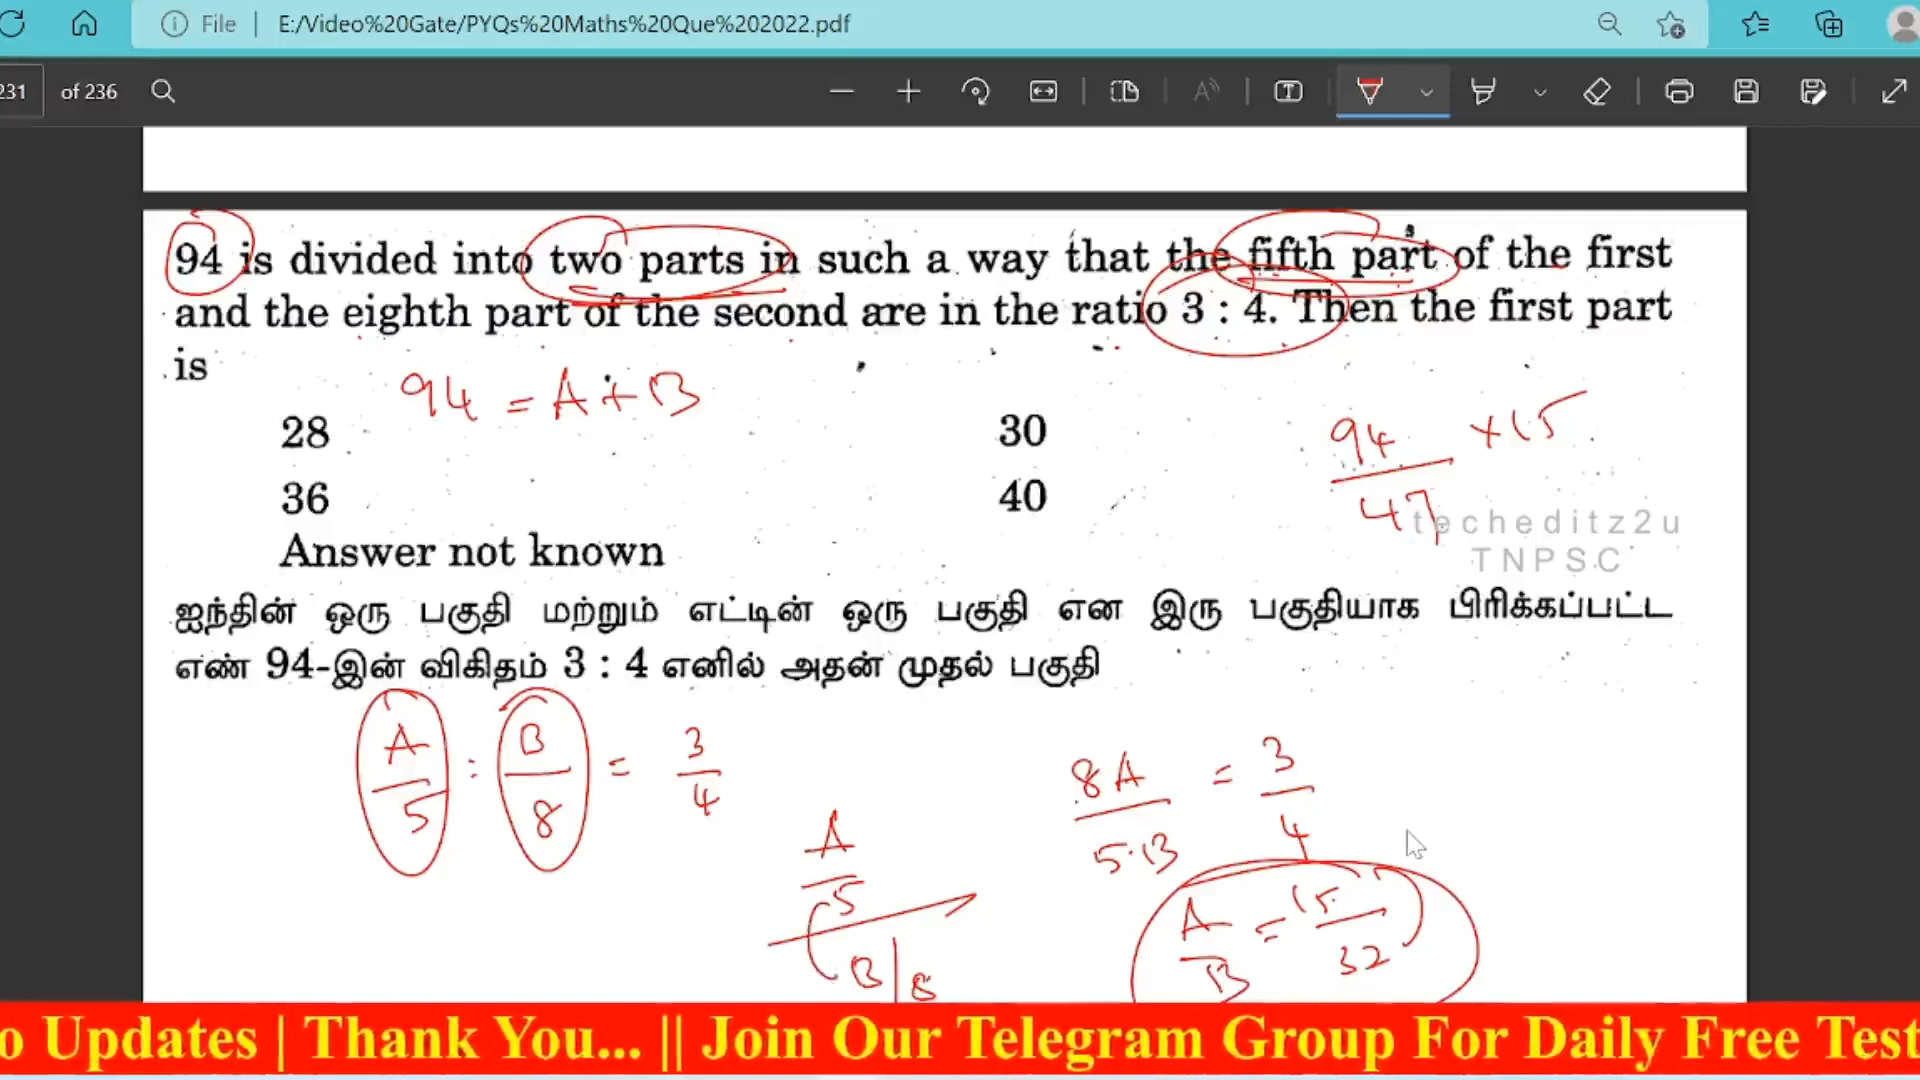 File | E:/Video%20Gate/PYQs%20Maths%20Que%202022.pdf
231 of 236
94 is divided into two parts in such a way that the fifth part of the first
and the eighth part of the second are in the ratio 3 : 4. Then the first part
is
94 = A+B
28 30
94/47 × 15
36 40
techeditz2u
TNPSC
Answer not known
ஐந்தின் ஒரு பகுதி மற்றும் எட்டின் ஒரு பகுதி என இரு பகுதியாக பிரிக்கப்பட்ட
எண் 94-இன் விகிதம் 3 : 4 எனில் அதன் முதல் பகுதி
A/5 : B/8 = 3/4
8A/5·B = 3/4
A/5
B/8
A/B = 15/32
o Updates | Thank You... || Join Our Telegram Group For Daily Free Test